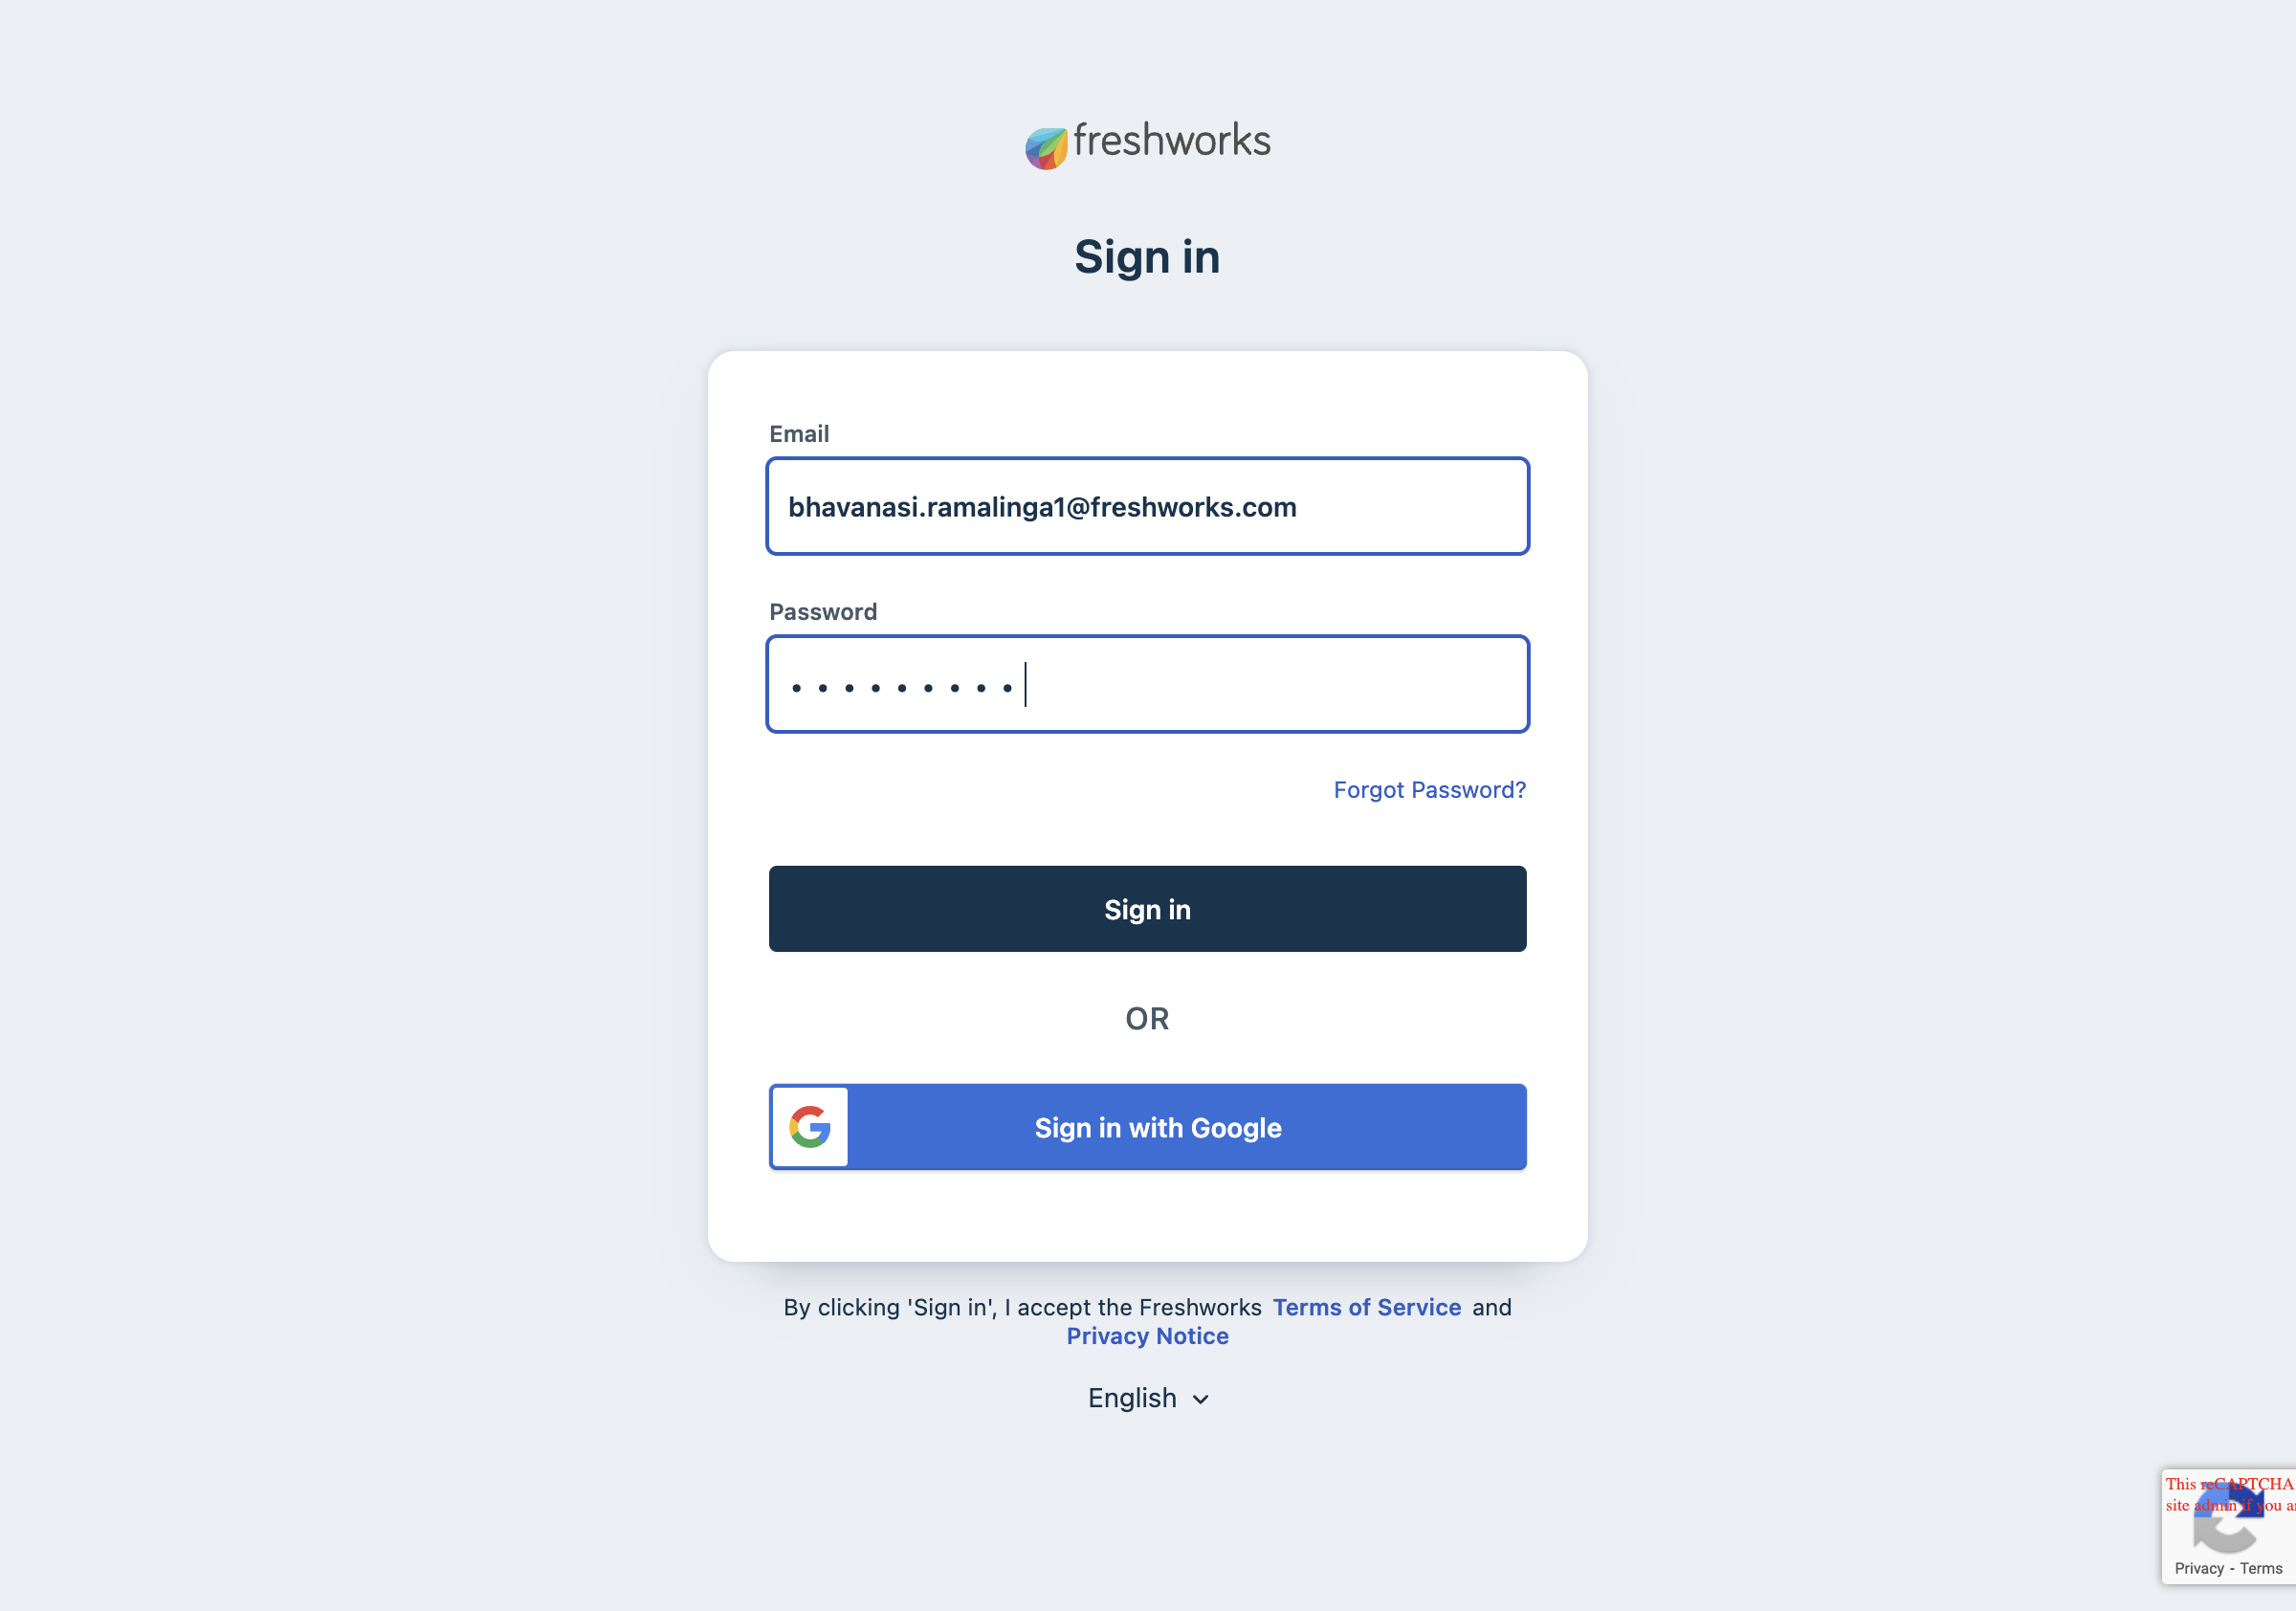 freshworks
Sign in
Email
bhavanasi.ramalinga1@freshworks.com
Password
Forgot Password?
Sign in
OR
Sign in with Google
By clicking 'Sign in', I accept the Freshworks Terms of Service and
Privacy Notice
English
This reCAPTCHA
site admin if you
Privacy - Terms